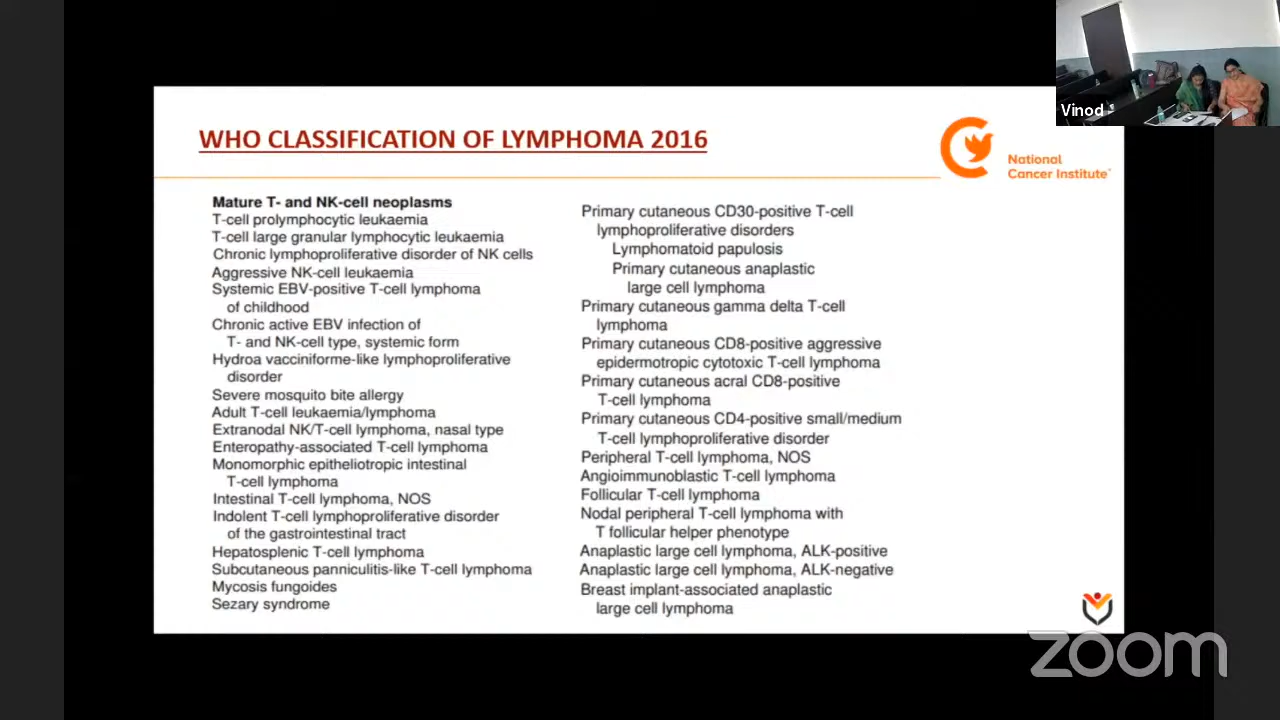 Vinod
WHO CLASSIFICATION OF LYMPHOMA 2016
National
Cancer Institute
Mature T- and NK-cell neoplasms
T-cell prolymphocytic leukaemia
T-cell large granular lymphocytic leukaemia
Chronic lymphoproliferative disorder of NK cells
Aggressive NK-cell leukaemia
Systemic EBV-positive T-cell lymphoma
of childhood
Chronic active EBV infection of
T- and NK-cell type, systemic form
Hydroa vacciniforme-like lymphoproliferative
disorder
Severe mosquito bite allergy
Adult T-cell leukaemia/lymphoma
Extranodal NK/T-cell lymphoma, nasal type
Enteropathy-associated T-cell lymphoma
Monomorphic epitheliotropic intestinal
T-cell lymphoma
Intestinal T-cell lymphoma, NOS
Indolent T-cell lymphoproliferative disorder
of the gastrointestinal tract
Hepatosplenic T-cell lymphoma
Subcutaneous panniculitis-like T-cell lymphoma
Mycosis fungoides
Sezary syndrome
Primary cutaneous CD30-positive T-cell
lymphoproliferative disorders
Lymphomatoid papulosis
Primary cutaneous anaplastic
large cell lymphoma
Primary cutaneous gamma delta T-cell
lymphoma
Primary cutaneous CD8-positive aggressive
epidermotropic cytotoxic T-cell lymphoma
Primary cutaneous acral CD8-positive
T-cell lymphoma
Primary cutaneous CD4-positive small/medium
T-cell lymphoproliferative disorder
Peripheral T-cell lymphoma, NOS
Angioimmunoblastic T-cell lymphoma
Follicular T-cell lymphoma
Nodal peripheral T-cell lymphoma with
T follicular helper phenotype
Anaplastic large cell lymphoma, ALK-positive
Anaplastic large cell lymphoma, ALK-negative
Breast implant-associated anaplastic
large cell lymphoma
zoom